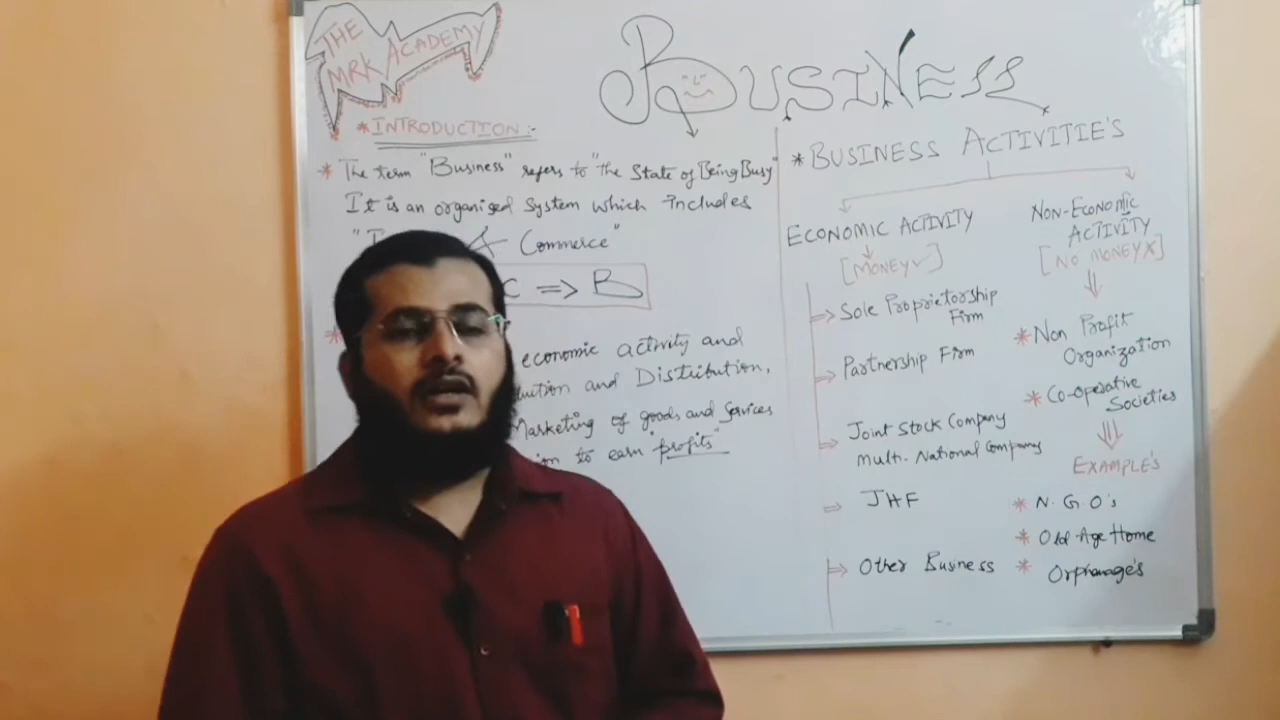 THE
MRK ACADEMY
BUSINESS
* INTRODUCTION :-
* The term "Business" refers to "the State of Being Busy"
It is an organised system which includes
Commerce"
C => B
economic activity and
and Distribution,
Marketing of goods and services
to earn "profits"
* BUSINESS ACTIVITIE'S
ECONOMIC ACTIVITY
[MONEY✓]
=> Sole Proprietorship
Firm
=> Partnership Firm
=> Joint Stock Company
Multi-National Company
=> JHF
=> Other Business
NON-ECONOMIC
ACTIVITY
[NO MONEY X]
* Non Profit
Organization
* Co-operative
Societies
EXAMPLE'S
* N.G.O's
* Old Age Home
* Orphanage's